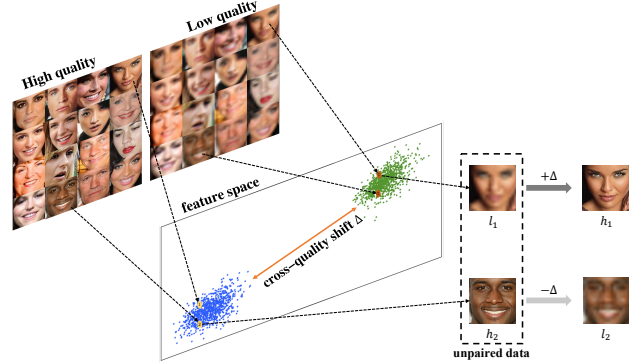 High quality
Low quality
feature space
cross-quality shift Δ
+Δ
l₁
h₁
−Δ
h₂
l₂
unpaired data